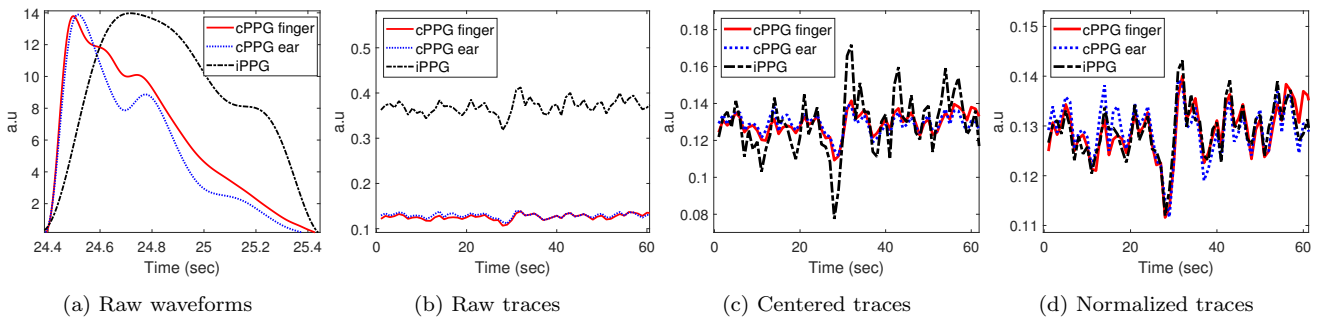 cPPG finger
cPPG ear
iPPG
14
12
10
8
6
4
2
a.u
24.4 24.6 24.8 25 25.2 25.4
Time (sec)
(a) Raw waveforms
cPPG finger
cPPG ear
iPPG
0.5
0.4
0.3
0.2
0.1
a.u
0 20 40 60
Time (sec)
(b) Raw traces
cPPG finger
cPPG ear
iPPG
0.18
0.16
0.14
0.12
0.1
0.08
a.u
0 20 40 60
Time (sec)
(c) Centered traces
cPPG finger
cPPG ear
iPPG
0.15
0.14
0.13
0.12
0.11
a.u
0 20 40 60
Time (sec)
(d) Normalized traces